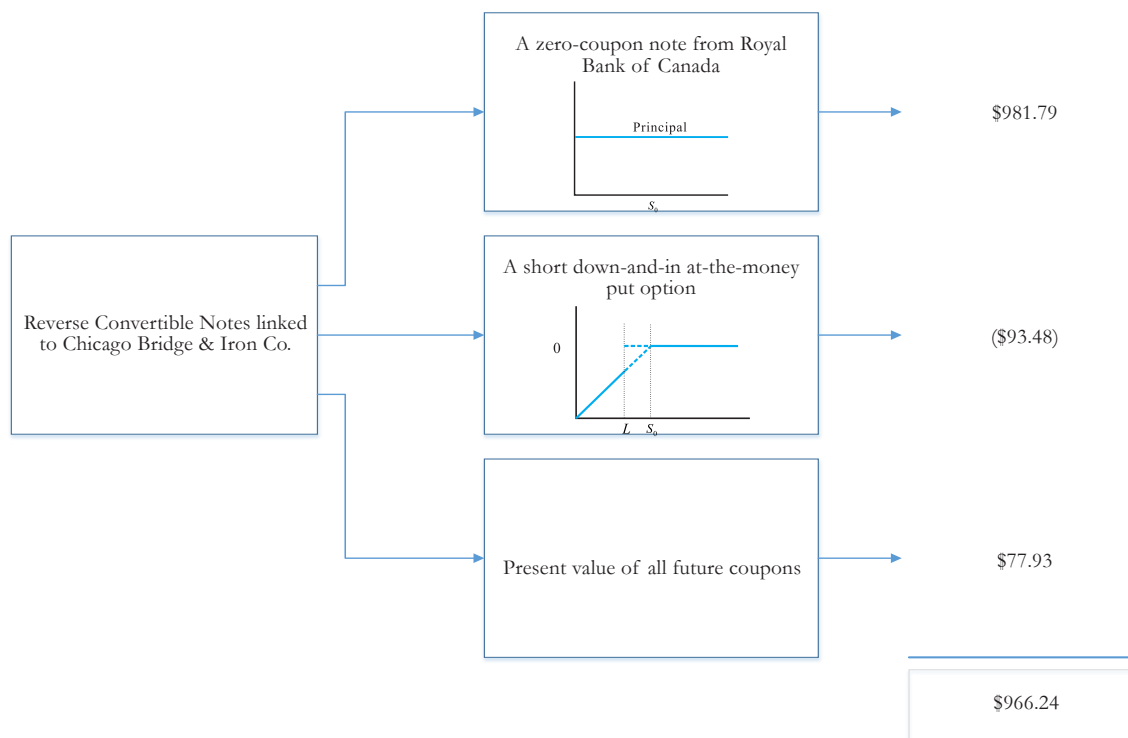 A zero-coupon note from Royal
Bank of Canada
Principal
S₀
$981.79
Reverse Convertible Notes linked
to Chicago Bridge & Iron Co.
A short down-and-in at-the-money
put option
0
L S₀
($93.48)
Present value of all future coupons
$77.93
$966.24